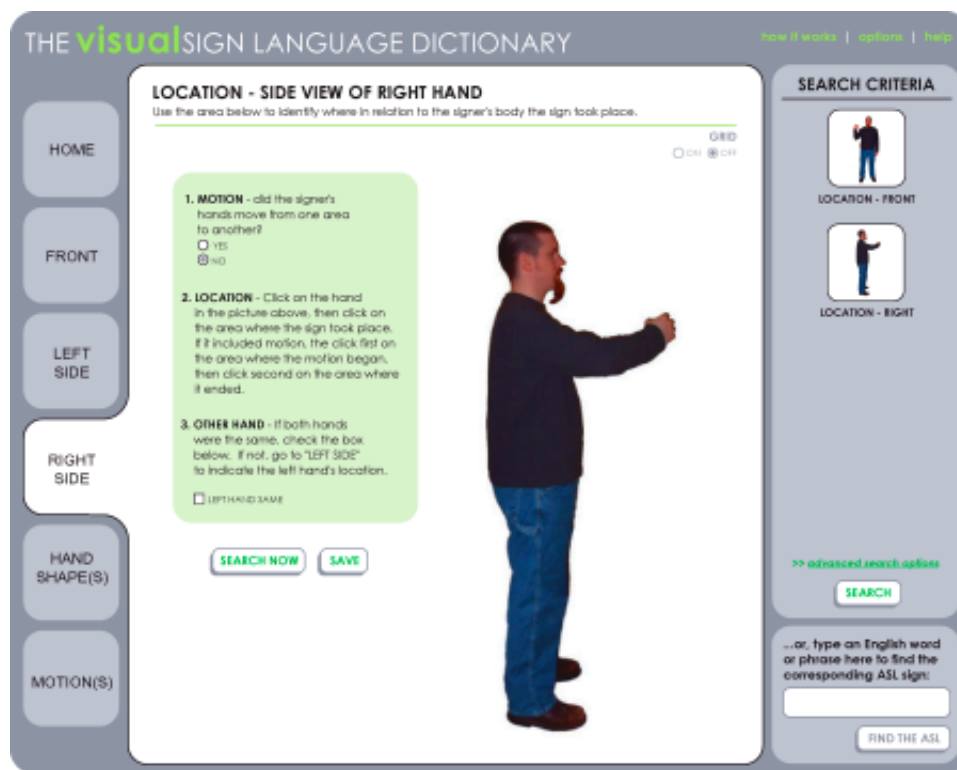 THE visual SIGN LANGUAGE DICTIONARY
how it works | options | help
HOME
FRONT
LEFT
SIDE
RIGHT
SIDE
HAND
SHAPE(S)
MOTION(S)
LOCATION - SIDE VIEW OF RIGHT HAND
Use the area below to identify where in relation to the signer's body the sign took place.
GRID
ON OFF
1. MOTION - did the signer's
hands move from one area
to another?
YES
NO
2. LOCATION - Click on the hand
in the picture above, then click on
the area where the sign took place.
If it included motion, the click first on
the area where the motion began,
then click second on the area where
it ended.
3. OTHER HAND - If both hands
were the same, check the box
below. If not, go to "LEFT SIDE"
to indicate the left hand's location.
LEFT HAND SAME
SEARCH NOW
SAVE
SEARCH CRITERIA
LOCATION - FRONT
LOCATION - RIGHT
>> advanced search options
SEARCH
...or, type an English word
or phrase here to find the
corresponding ASL sign:
FIND THE ASL